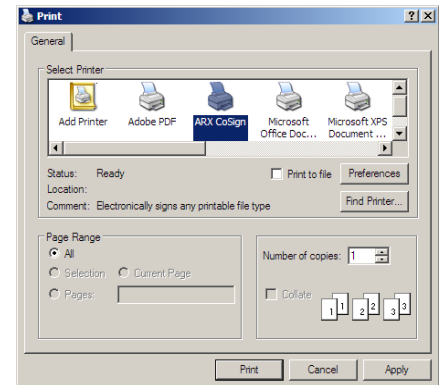 Print
General
Select Printer
Add Printer Adobe PDF ARX CoSign Microsoft Office Doc... Microsoft XPS Document ...
Status: Ready
Print to file Preferences
Location:
Comment: Electronically signs any printable file type
Find Printer...
Page Range
All
Selection Current Page
Pages:
Number of copies: 1
Collate
1 1 2 2 3 3
Print Cancel Apply